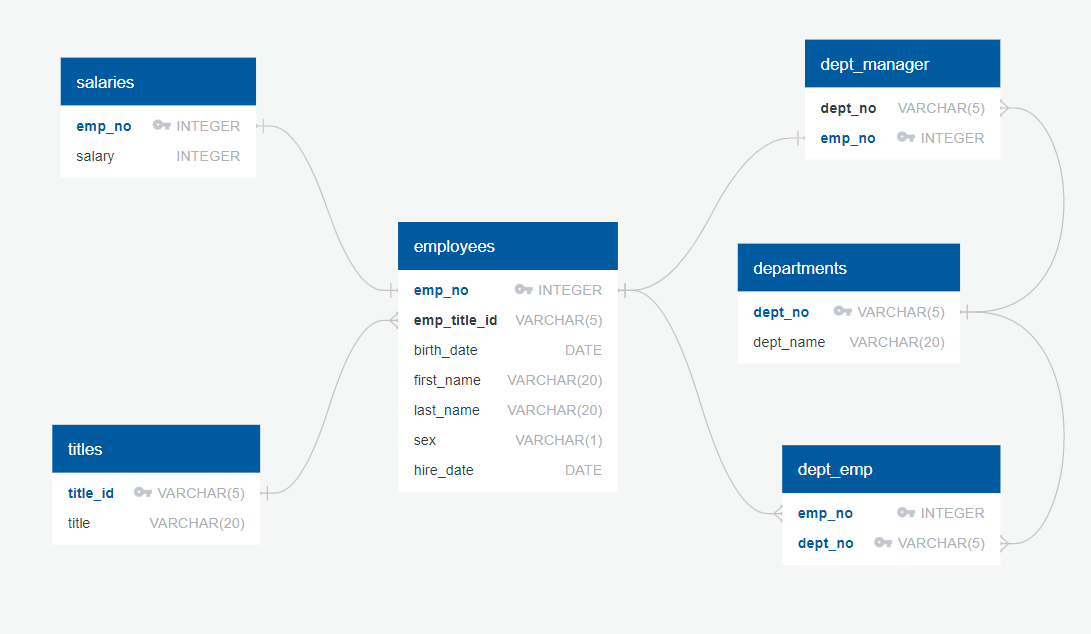 salaries
emp_no INTEGER
salary INTEGER
titles
title_id VARCHAR(5)
title VARCHAR(20)
employees
emp_no INTEGER
emp_title_id VARCHAR(5)
birth_date DATE
first_name VARCHAR(20)
last_name VARCHAR(20)
sex VARCHAR(1)
hire_date DATE
dept_manager
dept_no VARCHAR(5)
emp_no INTEGER
departments
dept_no VARCHAR(5)
dept_name VARCHAR(20)
dept_emp
emp_no INTEGER
dept_no VARCHAR(5)